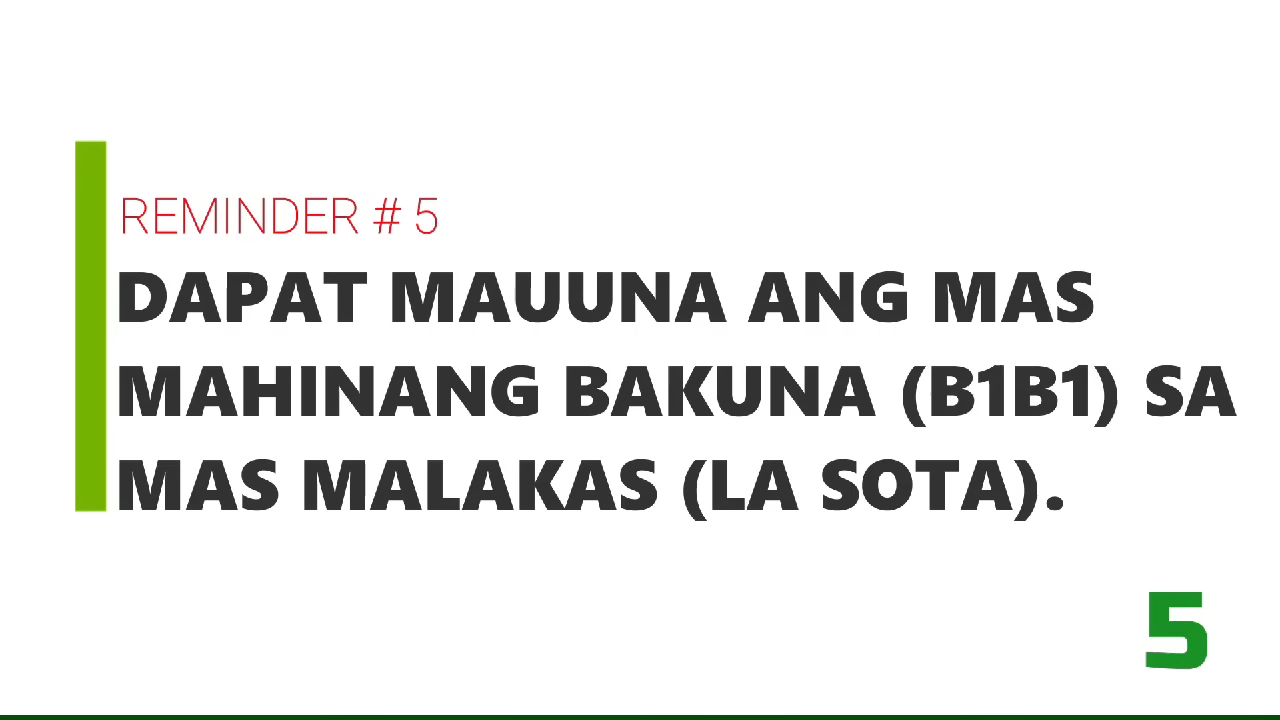 REMINDER # 5
DAPAT MAUUNA ANG MAS
MAHINANG BAKUNA (B1B1) SA
MAS MALAKAS (LA SOTA).
5